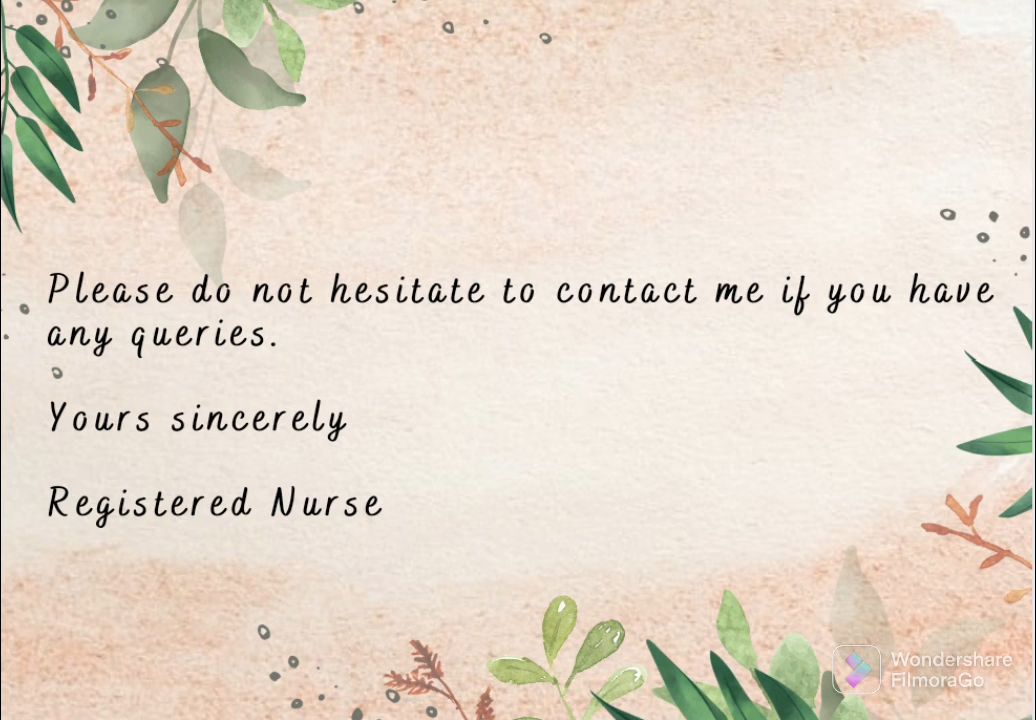 Please do not hesitate to contact me if you have
any queries.
Yours sincerely
Registered Nurse
Wondershare
FilmoraGo